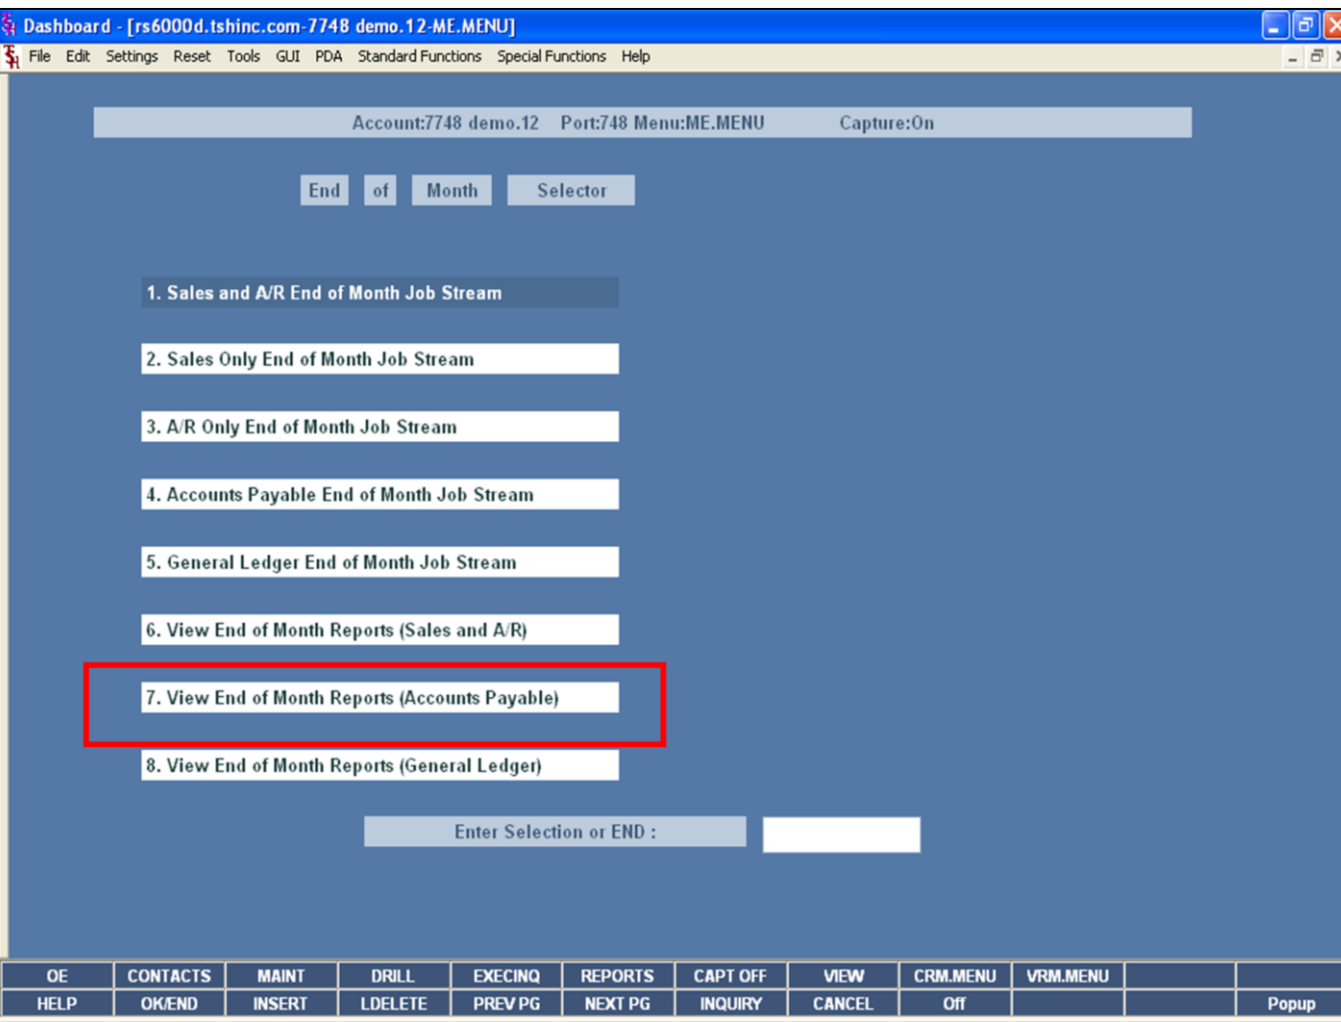 Dashboard - [rs6000d.tshinc.com-7748 demo.12-ME.MENU]
File Edit Settings Reset Tools GUI PDA Standard Functions Special Functions Help
Account:7748 demo.12 Port:748 Menu:ME.MENU Capture:On
End of Month Selector
1. Sales and A/R End of Month Job Stream
2. Sales Only End of Month Job Stream
3. A/R Only End of Month Job Stream
4. Accounts Payable End of Month Job Stream
5. General Ledger End of Month Job Stream
6. View End of Month Reports (Sales and A/R)
7. View End of Month Reports (Accounts Payable)
8. View End of Month Reports (General Ledger)
Enter Selection or END :
OE CONTACTS MAINT DRILL EXECINQ REPORTS CAPT OFF VIEW CRM.MENU VRM.MENU
HELP OK/END INSERT LDELETE PREV PG NEXT PG INQUIRY CANCEL Off Popup